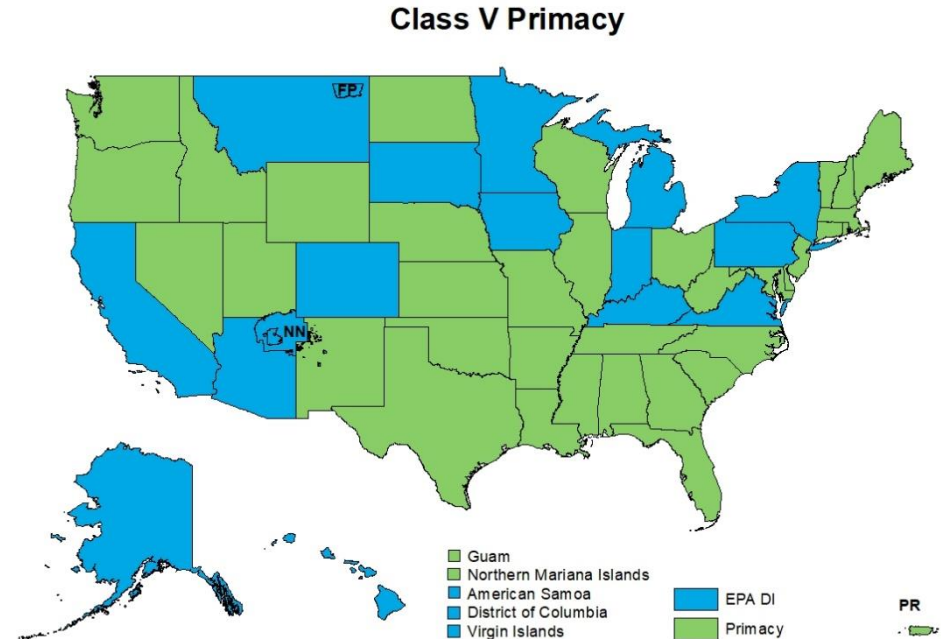 Class V Primacy
FP
NN
Guam
Northern Mariana Islands
American Samoa
District of Columbia
Virgin Islands
EPA DI
Primacy
PR